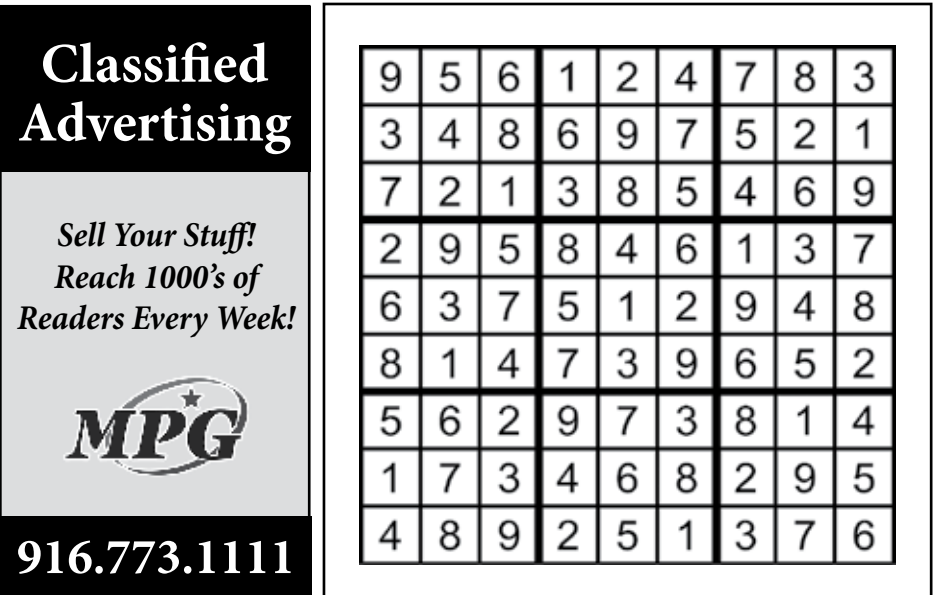 Classified
Advertising
Sell Your Stuff!
Reach 1000's of
Readers Every Week!
MPG
916.773.1111
9 5 6 1 2 4 7 8 3
3 4 8 6 9 7 5 2 1
7 2 1 3 8 5 4 6 9
2 9 5 8 4 6 1 3 7
6 3 7 5 1 2 9 4 8
8 1 4 7 3 9 6 5 2
5 6 2 9 7 3 8 1 4
1 7 3 4 6 8 2 9 5
4 8 9 2 5 1 3 7 6